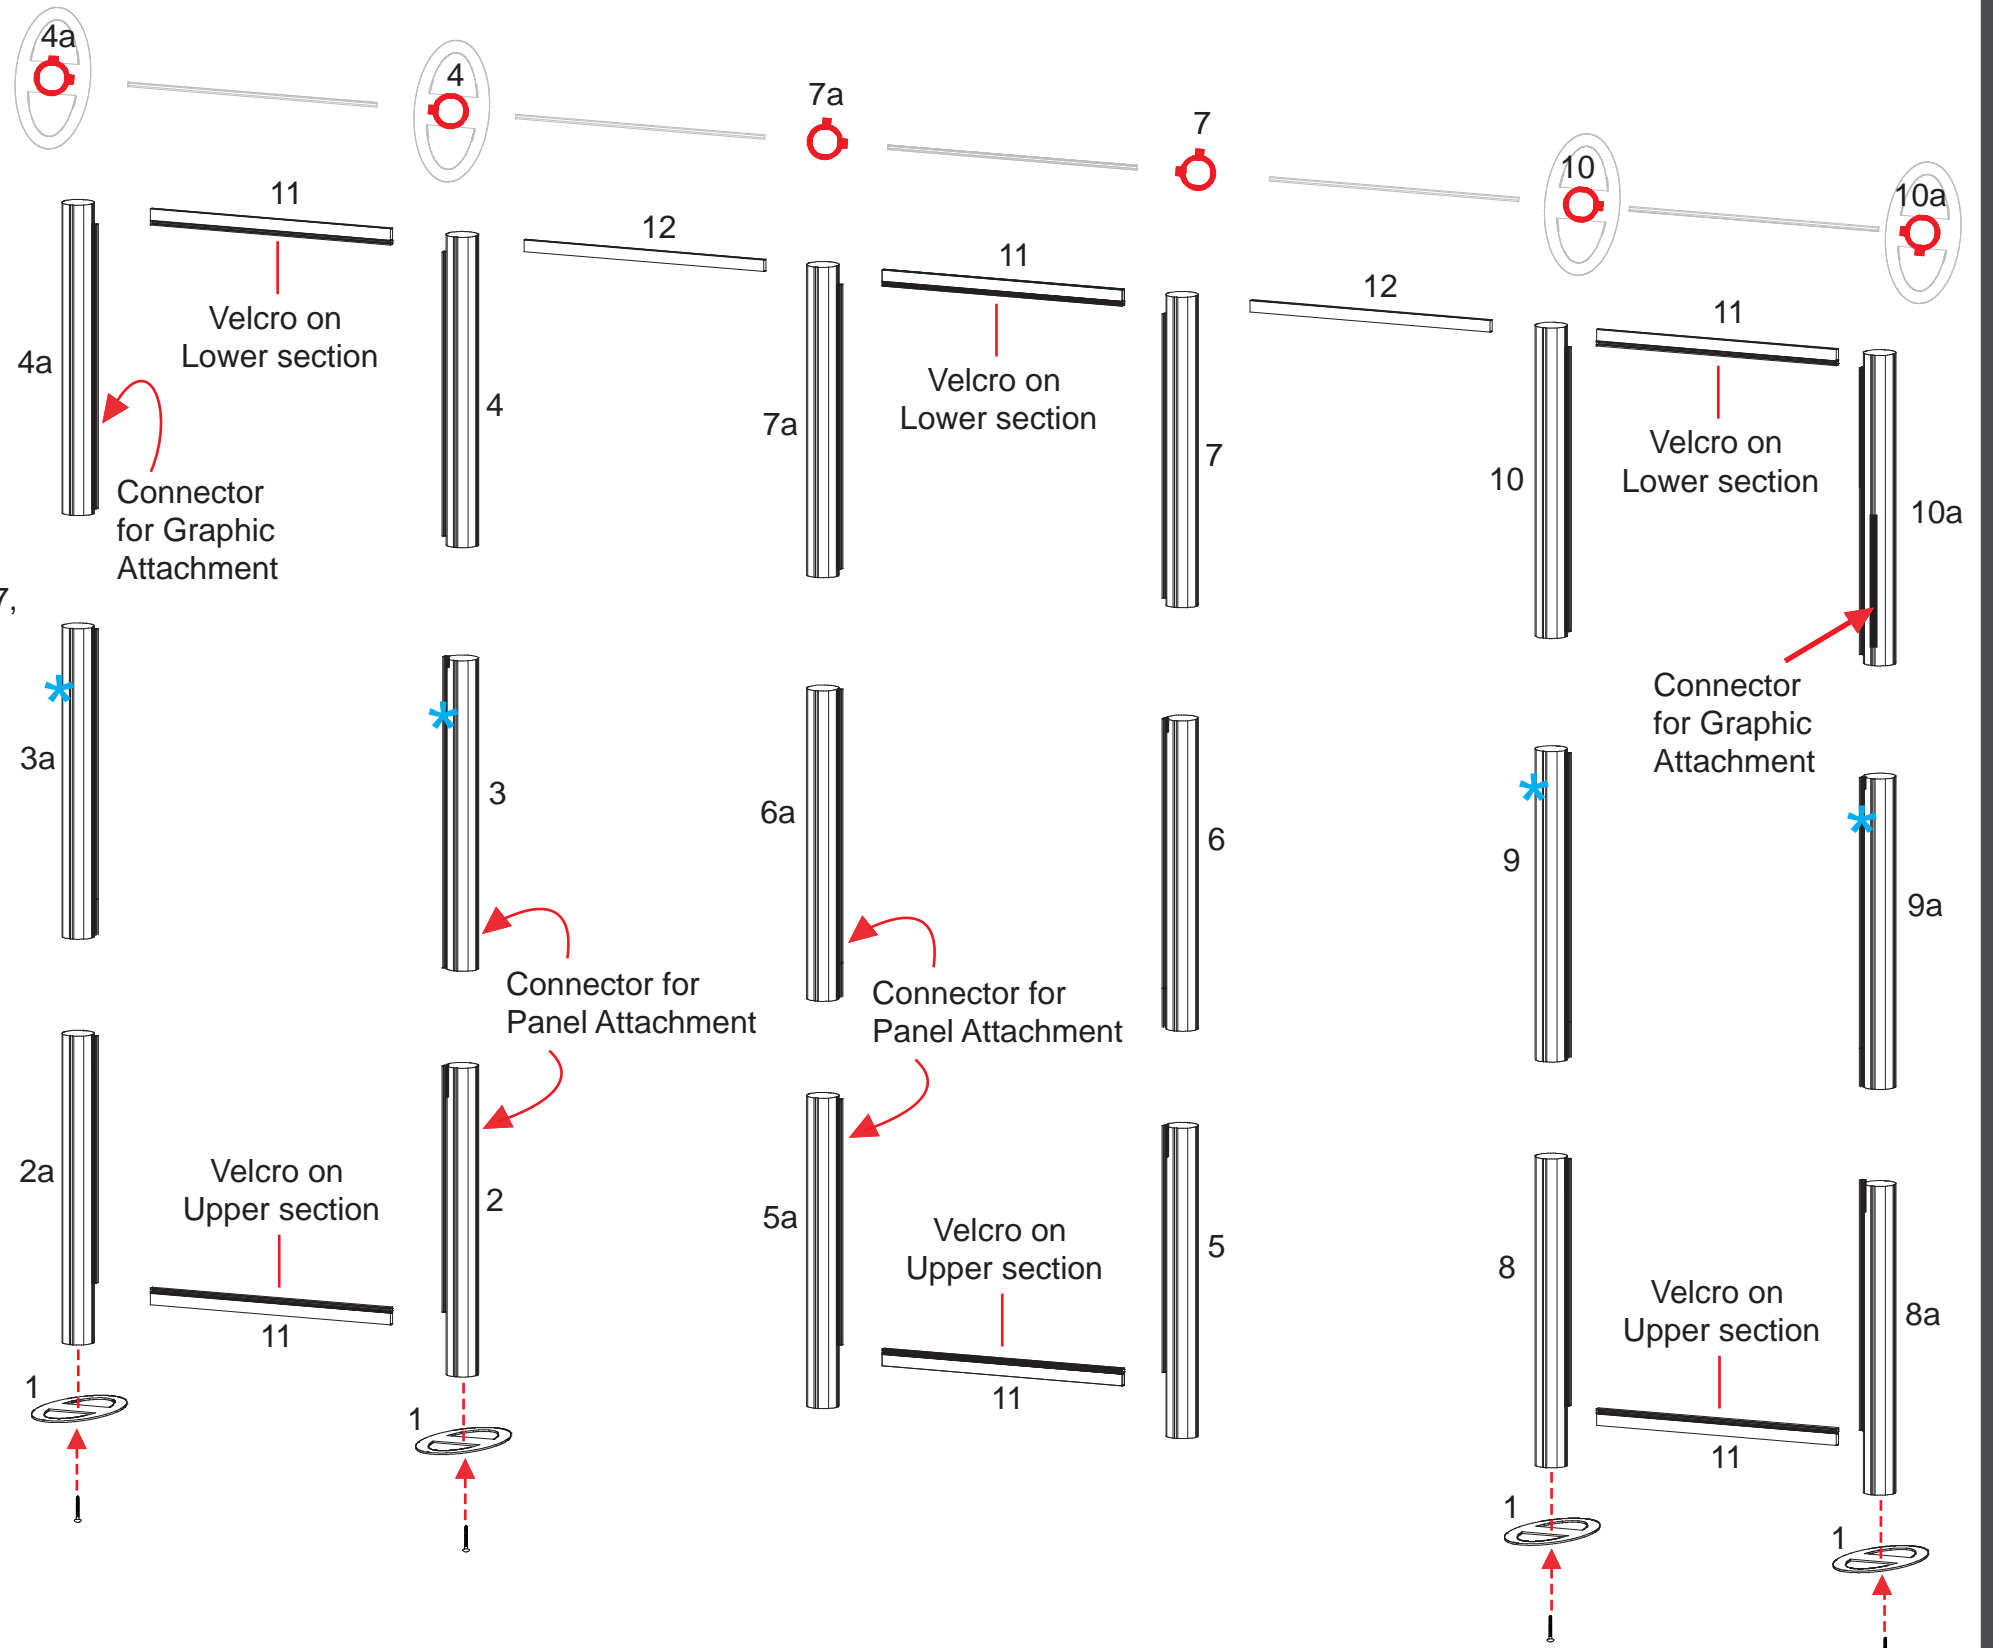 4a
4
7a
7
10
10a
11
12
11
12
11
Velcro on
Lower section
Velcro on
Lower section
Velcro on
Lower section
4a
4
7a
7
10
10a
Connector
for Graphic
Attachment
7,
*
*
*
*
Connector
for Graphic
Attachment
3a
3
6a
6
9
9a
Connector for
Panel Attachment
Connector for
Panel Attachment
2a
2
5a
5
8
8a
Velcro on
Upper section
Velcro on
Upper section
Velcro on
Upper section
11
11
11
1
1
1
1